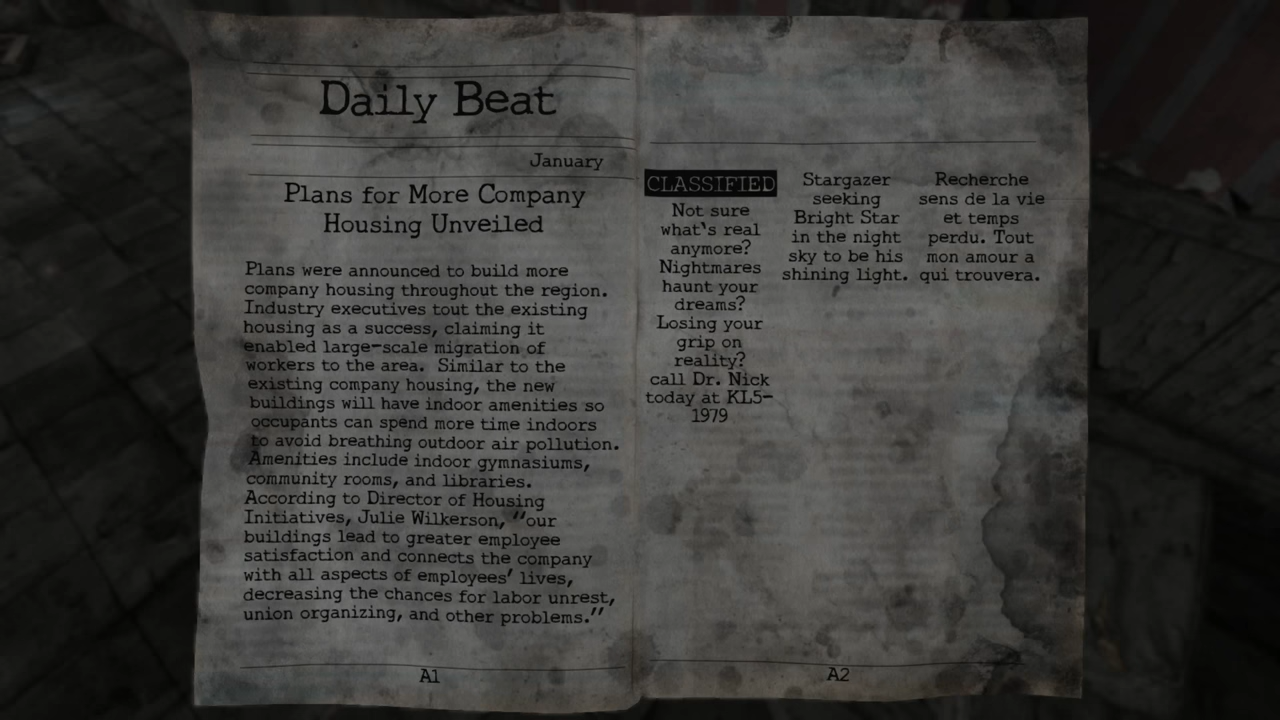 Daily Beat
January
Plans for More Company
Housing Unveiled
Plans were announced to build more
company housing throughout the region.
Industry executives tout the existing
housing as a success, claiming it
enabled large-scale migration of
workers to the area.  Similar to the
existing company housing, the new
buildings will have indoor amenities so
occupants can spend more time indoors
to avoid breathing outdoor air pollution.
Amenities include indoor gymnasiums,
community rooms, and libraries.
According to Director of Housing
Initiatives, Julie Wilkerson, "our
buildings lead to greater employee
satisfaction and connects the company
with all aspects of employees' lives,
decreasing the chances for labor unrest,
union organizing, and other problems."
A1
CLASSIFIED
Not sure
what's real
anymore?
Nightmares
haunt your
dreams?
Losing your
grip on
reality?
call Dr. Nick
today at KL5-
1979
Stargazer
seeking
Bright Star
in the night
sky to be his
shining light.
Recherche
sens de la vie
et temps
perdu. Tout
mon amour a
qui trouvera.
A2